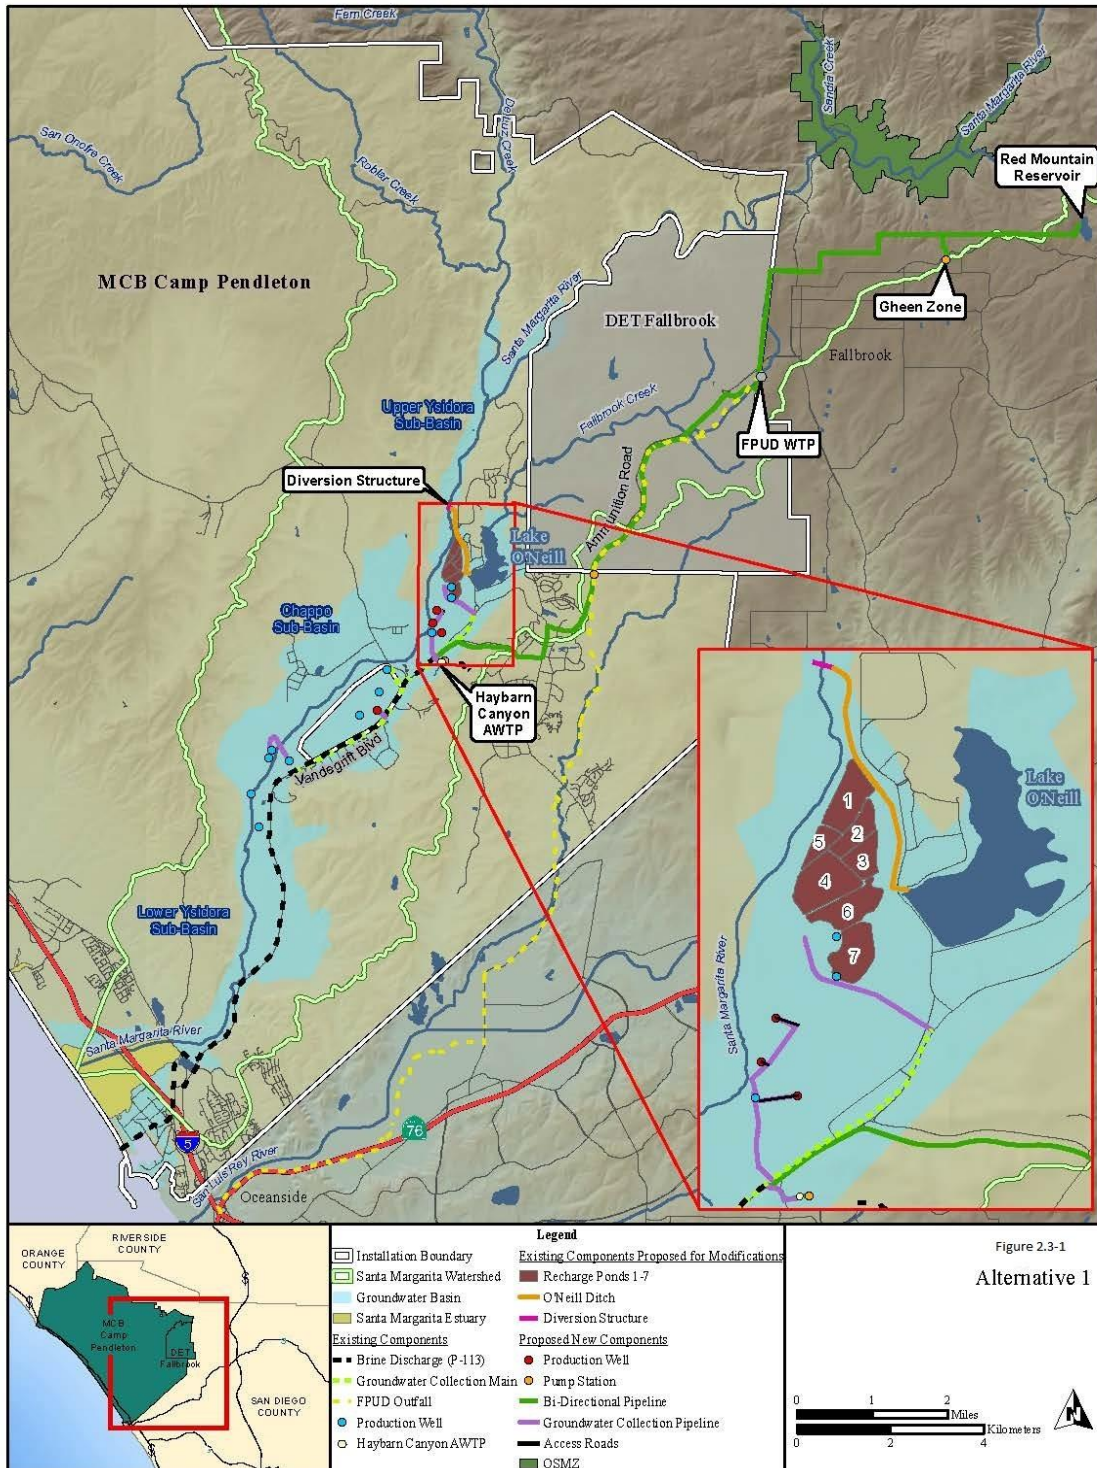 Fern Creek
DeLuz Creek
Sandia Creek
Santa Margarita River
San Onofre Creek
Roblar Creek
Red Mountain
Reservoir
MCB Camp Pendleton
Santa Margarita River
DET Fallbrook
Gheen Zone
Fallbrook
Upper Ysidora
Sub-Basin
Fallbrook Creek
FPUD WTP
Diversion Structure
Ammunition Road
Lake
O'Neill
Chappo
Sub-Basin
Haybarn
Canyon
AWTP
Vandegrift Blvd
Lower Ysidora
Sub-Basin
Santa Margarita River
5
76
San Luis Rey River
Oceanside
1
2
3
5
4
6
7
Lake
O'Neill
Santa Margarita River
ORANGE
COUNTY
RIVERSIDE
COUNTY
MCB
Camp
Pendleton
DET
Fallbrook
SAN DIEGO
COUNTY
Legend
Installation Boundary
Santa Margarita Watershed
Groundwater Basin
Santa Margarita Estuary
Existing Components
Brine Discharge (P-113)
Groundwater Collection Main
FPUD Outfall
Production Well
Haybarn Canyon AWTP
Existing Components Proposed for Modifications
Recharge Ponds 1-7
O'Neill Ditch
Diversion Structure
Proposed New Components
Production Well
Pump Station
Bi-Directional Pipeline
Groundwater Collection Pipeline
Access Roads
OSMZ
Figure 2.3-1
Alternative 1
0 1 2
Miles
Kilometers
0 2 4
N